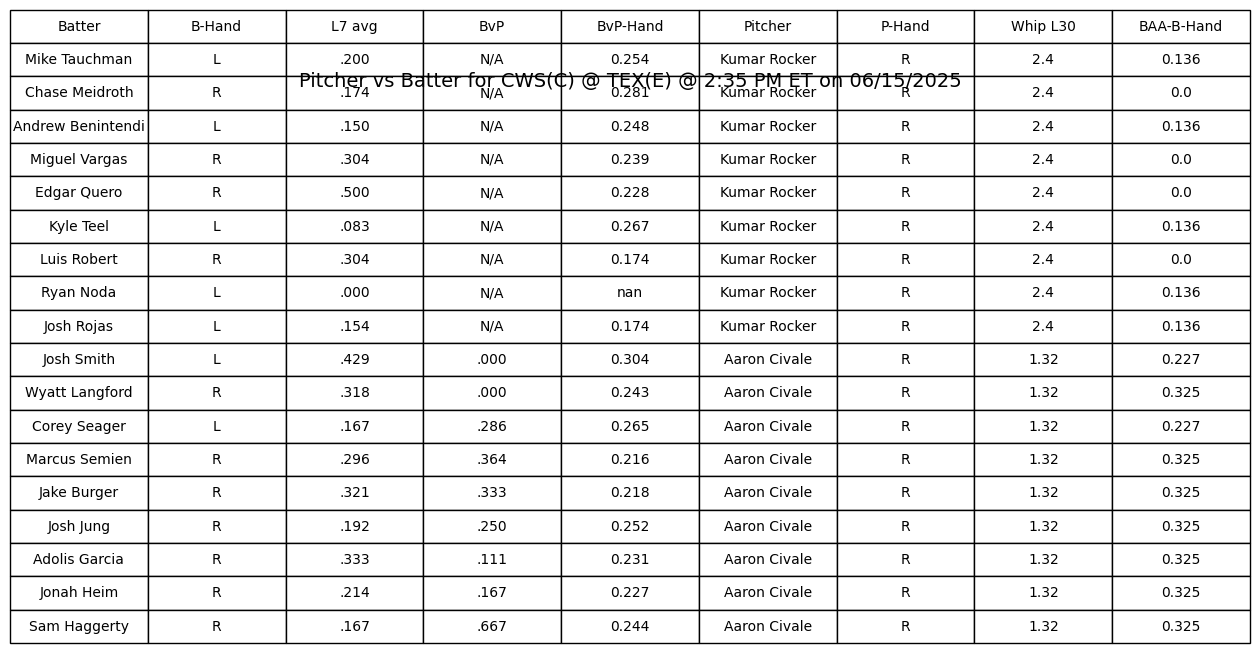 Batter B-Hand L7 avg BvP BvP-Hand Pitcher P-Hand Whip L30 BAA-B-Hand
Mike Tauchman L .200 N/A 0.254 Kumar Rocker R 2.4 0.136
Pitcher vs Batter for CWS(C) @ TEX(E) @ 2:35 PM ET on 06/15/2025
Chase Meidroth R .174 N/A 0.281 Kumar Rocker R 2.4 0.0
Andrew Benintendi L .150 N/A 0.248 Kumar Rocker R 2.4 0.136
Miguel Vargas R .304 N/A 0.239 Kumar Rocker R 2.4 0.0
Edgar Quero R .500 N/A 0.228 Kumar Rocker R 2.4 0.0
Kyle Teel L .083 N/A 0.267 Kumar Rocker R 2.4 0.136
Luis Robert R .304 N/A 0.174 Kumar Rocker R 2.4 0.0
Ryan Noda L .000 N/A nan Kumar Rocker R 2.4 0.136
Josh Rojas L .154 N/A 0.174 Kumar Rocker R 2.4 0.136
Josh Smith L .429 .000 0.304 Aaron Civale R 1.32 0.227
Wyatt Langford R .318 .000 0.243 Aaron Civale R 1.32 0.325
Corey Seager L .167 .286 0.265 Aaron Civale R 1.32 0.227
Marcus Semien R .296 .364 0.216 Aaron Civale R 1.32 0.325
Jake Burger R .321 .333 0.218 Aaron Civale R 1.32 0.325
Josh Jung R .192 .250 0.252 Aaron Civale R 1.32 0.325
Adolis Garcia R .333 .111 0.231 Aaron Civale R 1.32 0.325
Jonah Heim R .214 .167 0.227 Aaron Civale R 1.32 0.325
Sam Haggerty R .167 .667 0.244 Aaron Civale R 1.32 0.325